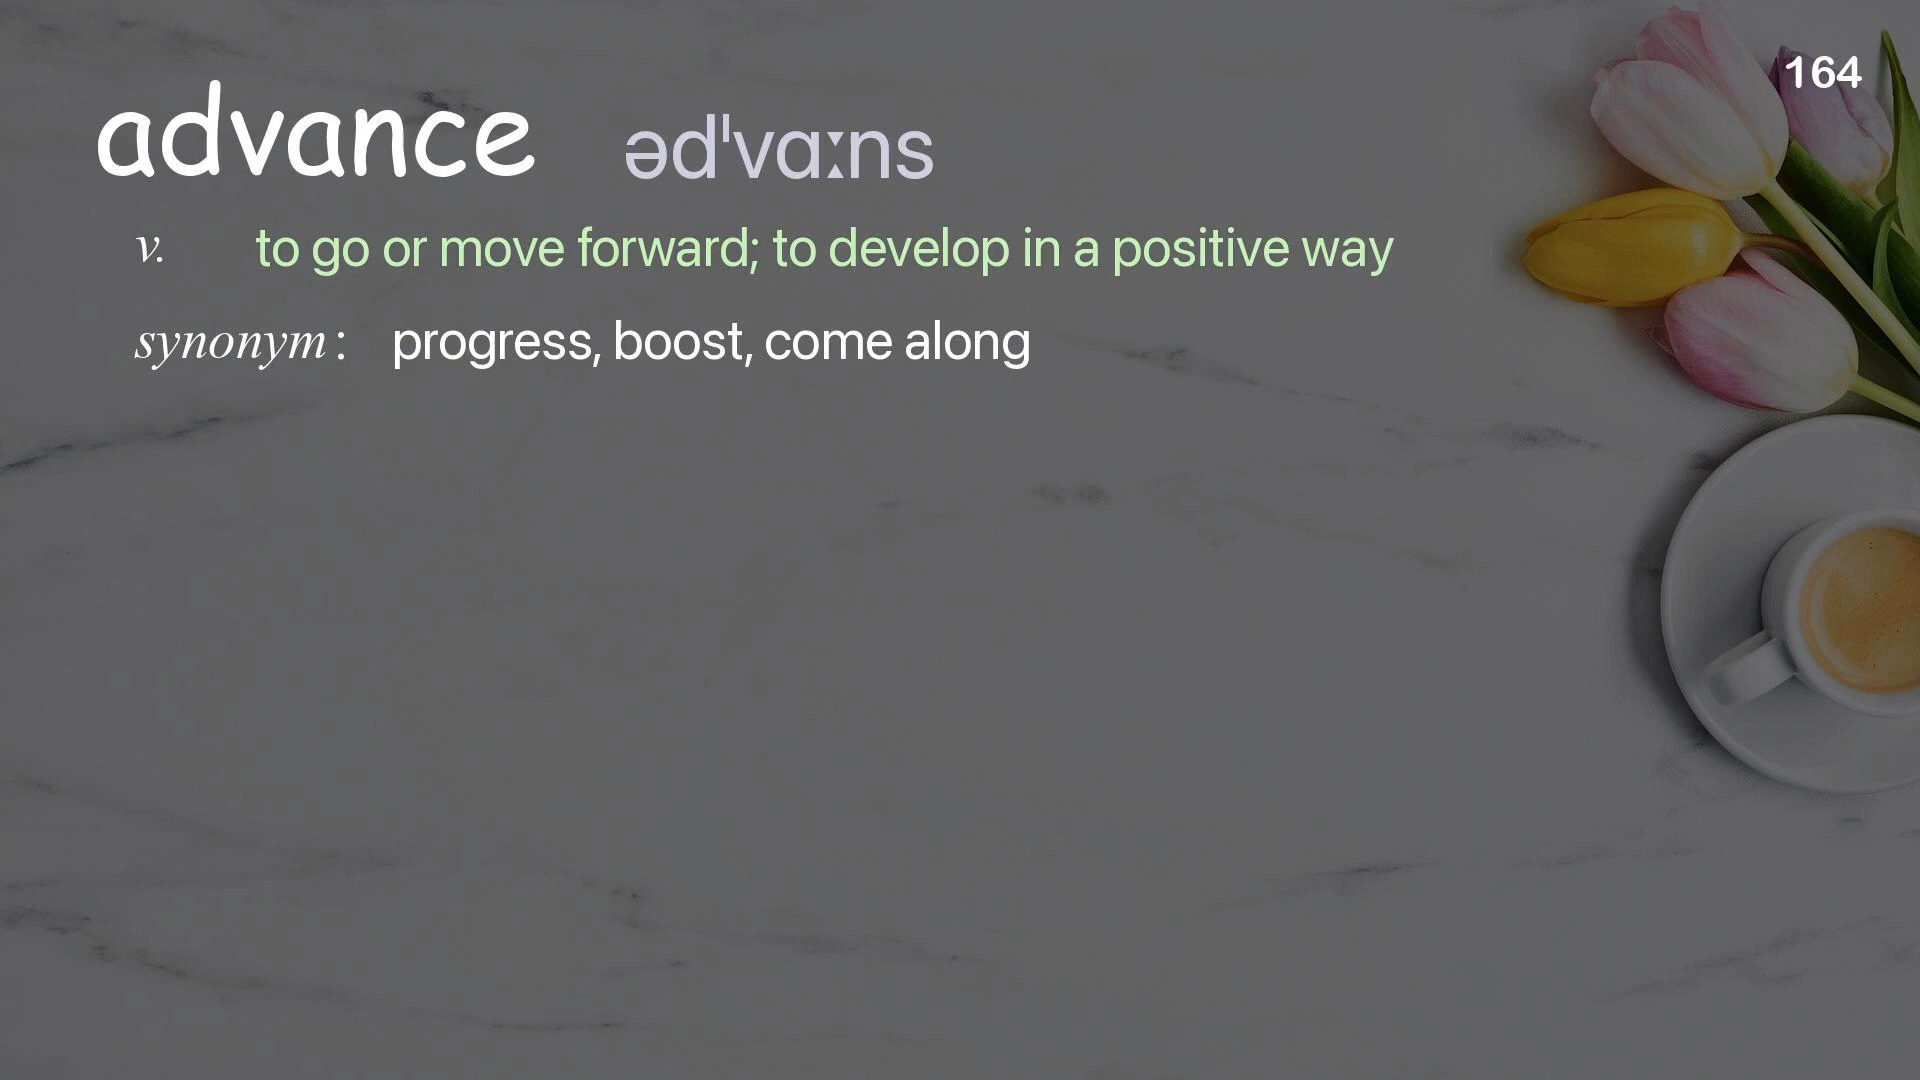 164
advance ədˈvɑːns
v. to go or move forward; to develop in a positive way
synonym : progress, boost, come along